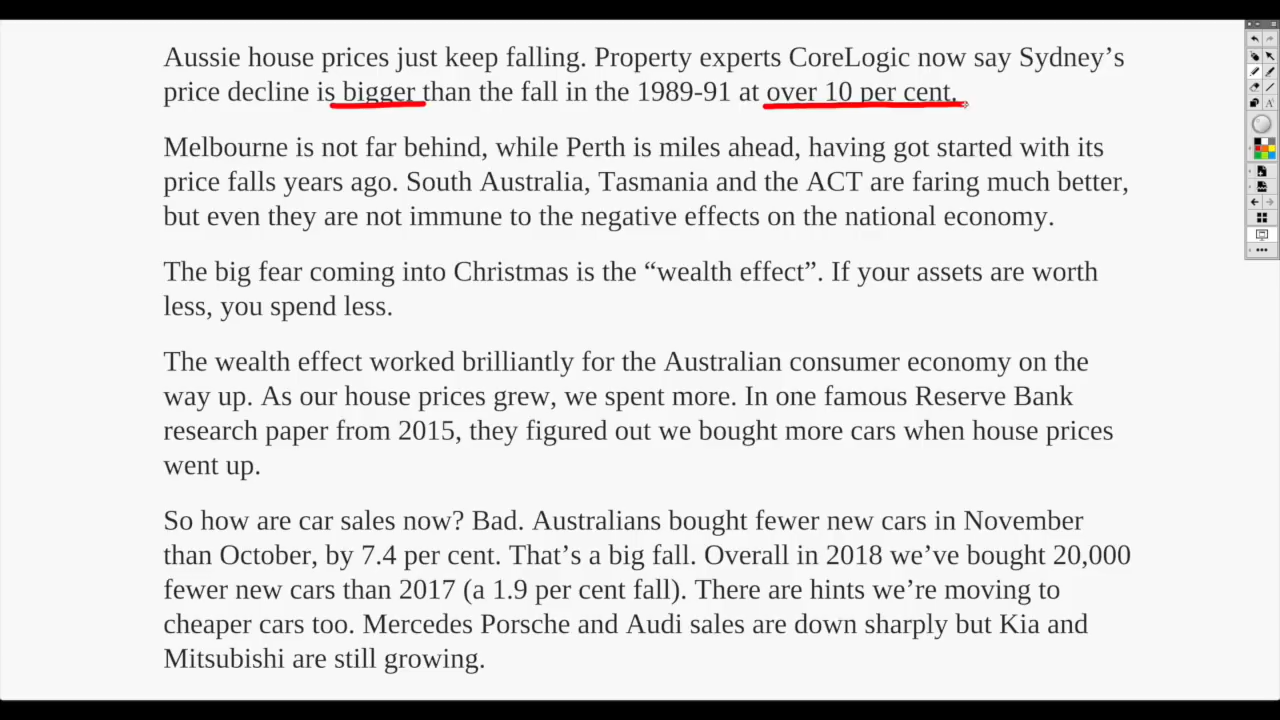 Aussie house prices just keep falling. Property experts CoreLogic now say Sydney’s
price decline is bigger than the fall in the 1989-91 at over 10 per cent.
Melbourne is not far behind, while Perth is miles ahead, having got started with its
price falls years ago. South Australia, Tasmania and the ACT are faring much better,
but even they are not immune to the negative effects on the national economy.
The big fear coming into Christmas is the “wealth effect”. If your assets are worth
less, you spend less.
The wealth effect worked brilliantly for the Australian consumer economy on the
way up. As our house prices grew, we spent more. In one famous Reserve Bank
research paper from 2015, they figured out we bought more cars when house prices
went up.
So how are car sales now? Bad. Australians bought fewer new cars in November
than October, by 7.4 per cent. That’s a big fall. Overall in 2018 we’ve bought 20,000
fewer new cars than 2017 (a 1.9 per cent fall). There are hints we’re moving to
cheaper cars too. Mercedes Porsche and Audi sales are down sharply but Kia and
Mitsubishi are still growing.